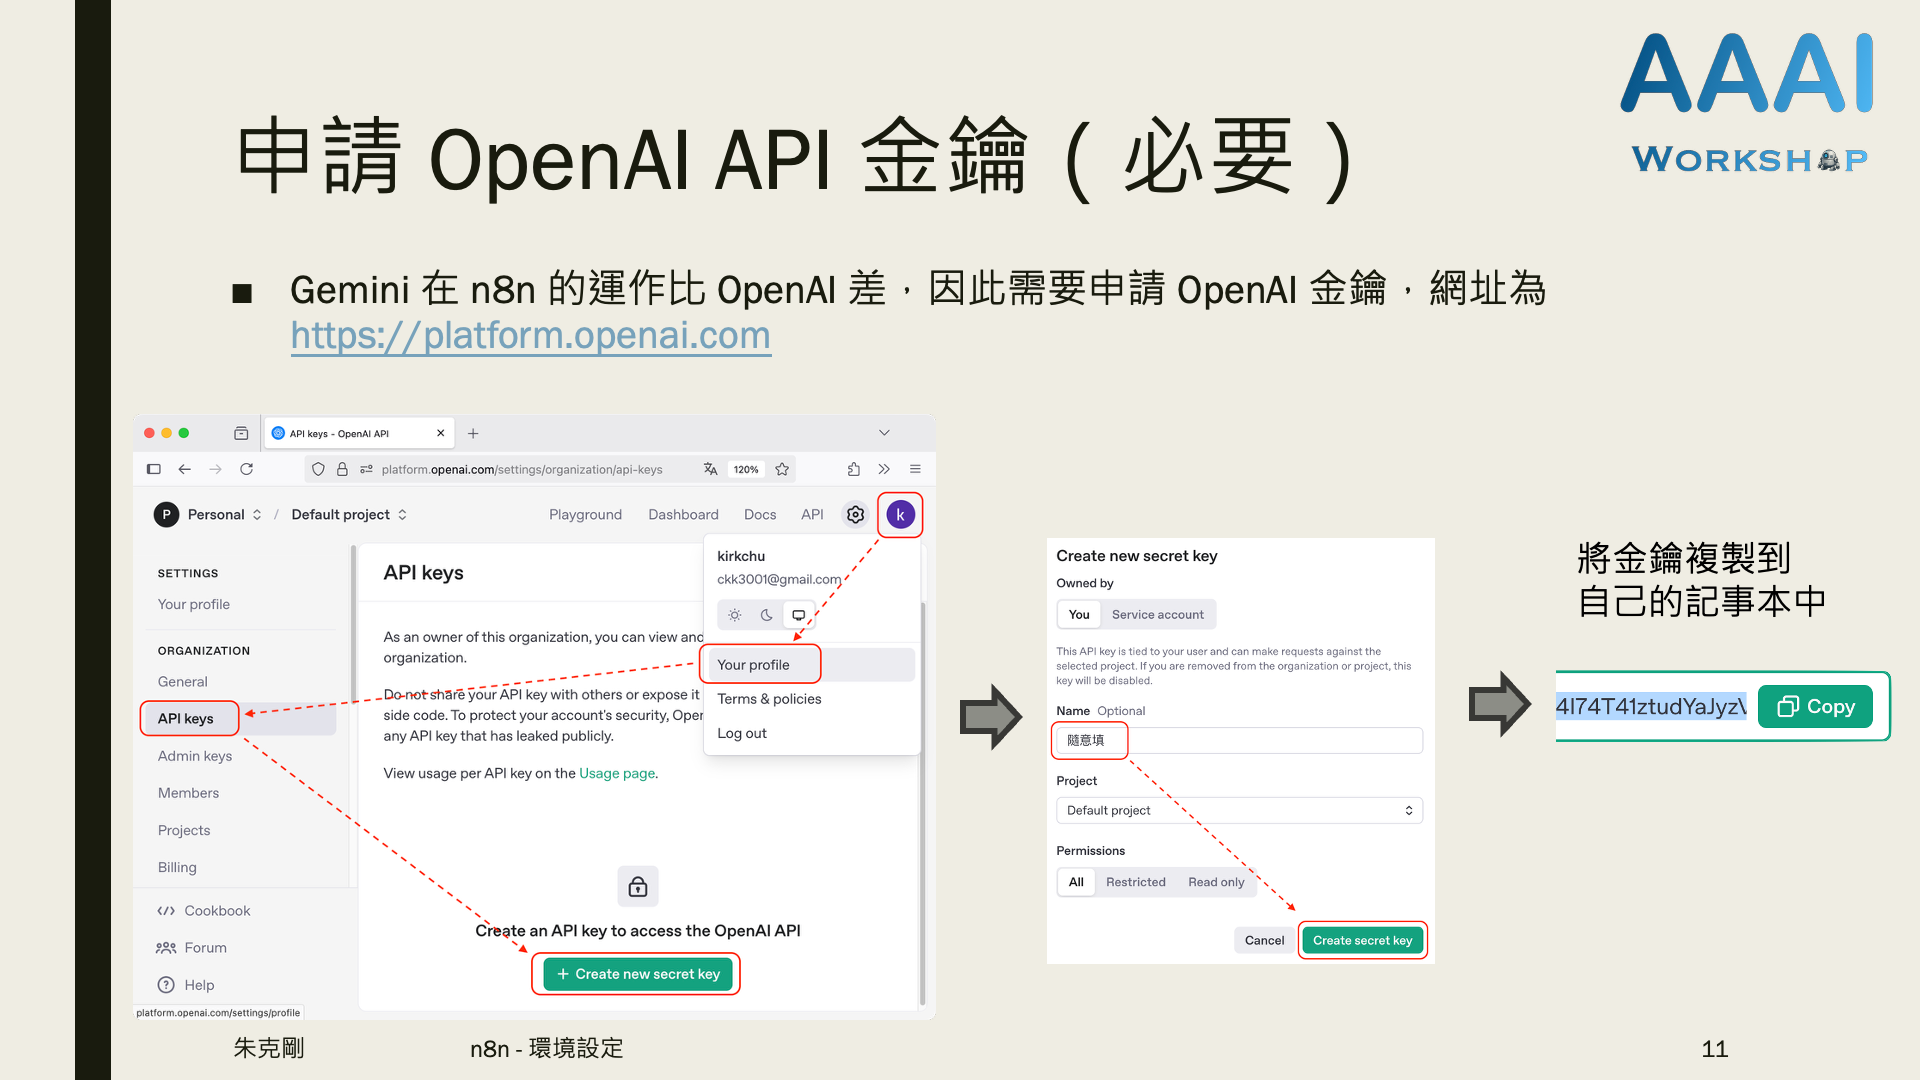 AAAI
WORKSHOP
申請 OpenAI API 金鑰（必要）
■ Gemini 在 n8n 的運作比 OpenAI 差，因此需要申請 OpenAI 金鑰，網址為
https://platform.openai.com
API keys - OpenAI API
platform.openai.com/settings/organization/api-keys
120%
P Personal / Default project
Playground Dashboard Docs API k
SETTINGS
Your profile
ORGANIZATION
General
API keys
Admin keys
Members
Projects
Billing
Cookbook
Forum
Help
platform.openai.com/settings/profile
API keys
As an owner of this organization, you can view and
organization.
Do not share your API key with others or expose it
side code. To protect your account's security, Oper
any API key that has leaked publicly.
View usage per API key on the Usage page.
Create an API key to access the OpenAI API
+ Create new secret key
kirkchu
ckk3001@gmail.com
Your profile
Terms & policies
Log out
Create new secret key
Owned by
You Service account
This API key is tied to your user and can make requests against the
selected project. If you are removed from the organization or project, this
key will be disabled.
Name Optional
隨意填
Project
Default project
Permissions
All Restricted Read only
Cancel Create secret key
將金鑰複製到
自己的記事本中
Copy
朱克剛
n8n - 環境設定
11